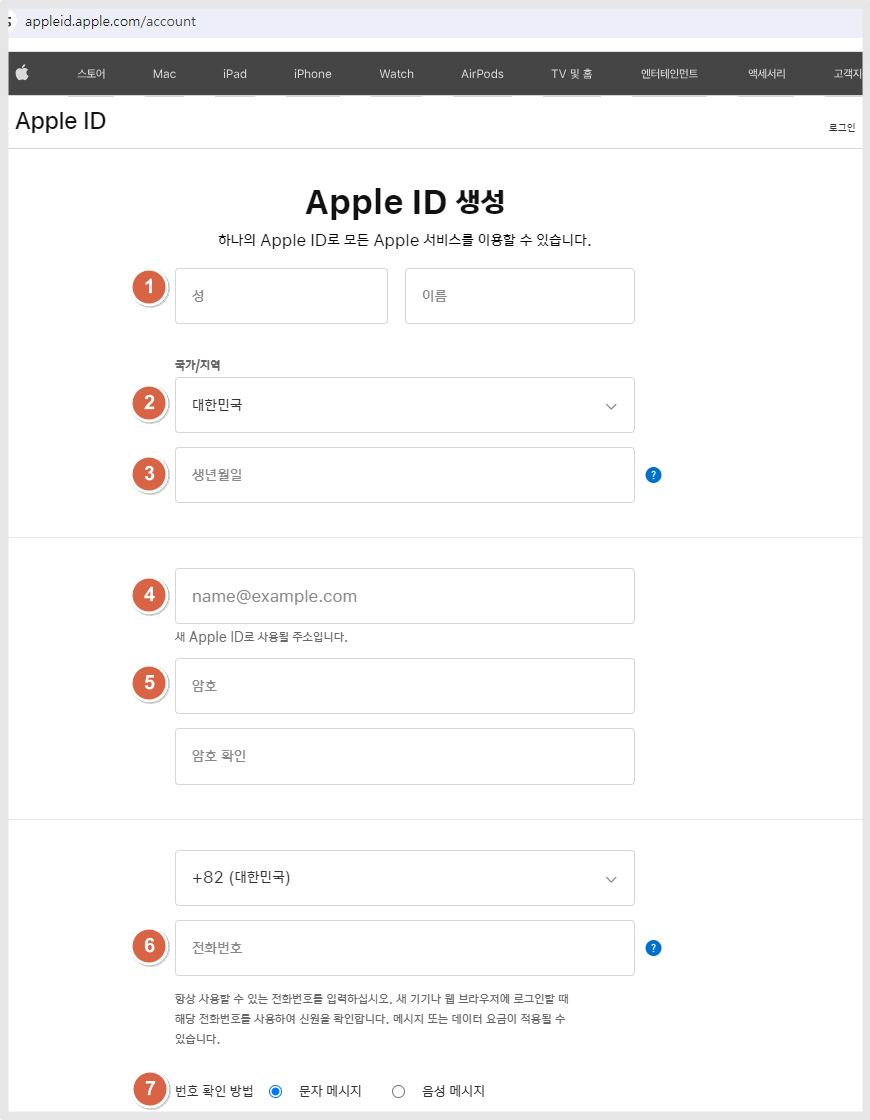 appleid.apple.com/account
스토어 Mac iPad iPhone Watch AirPods TV 및 홈 엔터테인먼트 액세서리 고객지
Apple ID
로그인
Apple ID 생성
하나의 Apple ID로 모든 Apple 서비스를 이용할 수 있습니다.
1 성 이름
국가/지역
2 대한민국
3 생년월일 ?
4 name@example.com
새 Apple ID로 사용될 주소입니다.
5 암호
암호 확인
+82 (대한민국)
6 전화번호 ?
항상 사용할 수 있는 전화번호를 입력하십시오. 새 기기나 웹 브라우저에 로그인할 때
해당 전화번호를 사용하여 신원을 확인합니다. 메시지 또는 데이터 요금이 적용될 수
있습니다.
7 번호 확인 방법 문자 메시지 음성 메시지